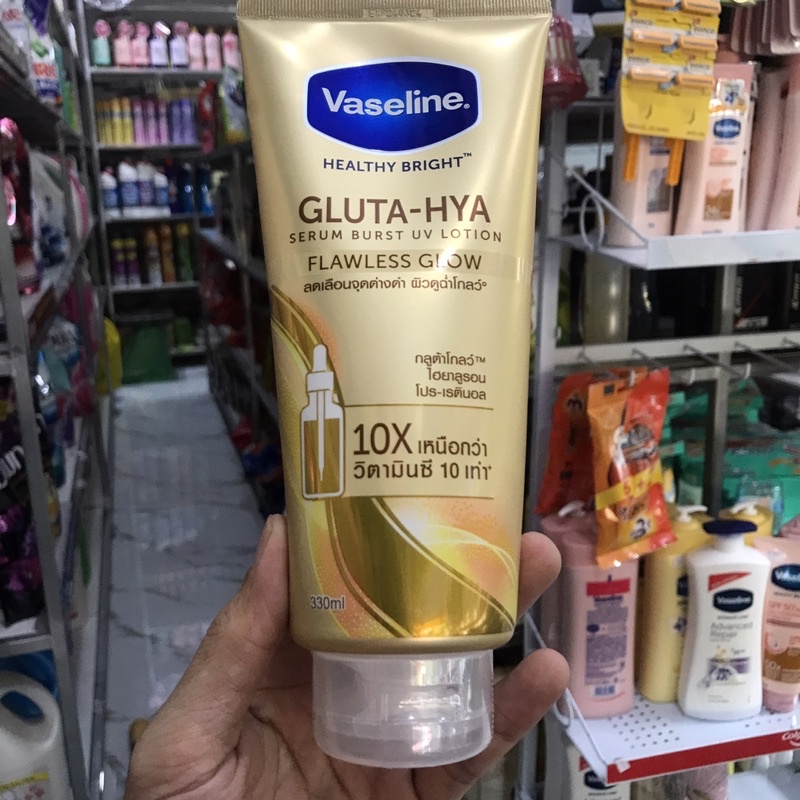 Vaseline.
HEALTHY BRIGHT™
GLUTA-HYA
SERUM BURST UV LOTION
FLAWLESS GLOW
ลดเลือนจุดด่างดำ ผิวดูฉ่ำโกลว์
กลูต้าโกลว์™
ไฮยาลูรอน
โปร-เรตินอล
10X เหนือกว่า
วิตามินซี 10 เท่า⁺
330ml
Vaseline
Vaseline
Advanced
Repair